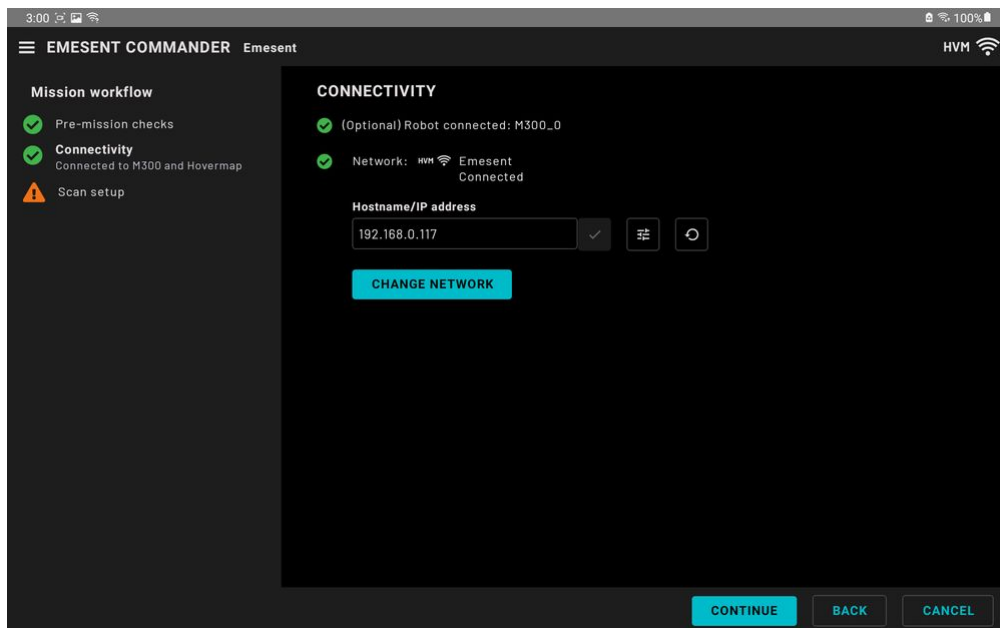 3:00
100%
EMESENT COMMANDER Emesent
HVM
Mission workflow
Pre-mission checks
Connectivity
Connected to M300 and Hovermap
Scan setup
CONNECTIVITY
(Optional) Robot connected: M300_0
Network: HVM Emesent
Connected
Hostname/IP address
192.168.0.117
CHANGE NETWORK
CONTINUE
BACK
CANCEL